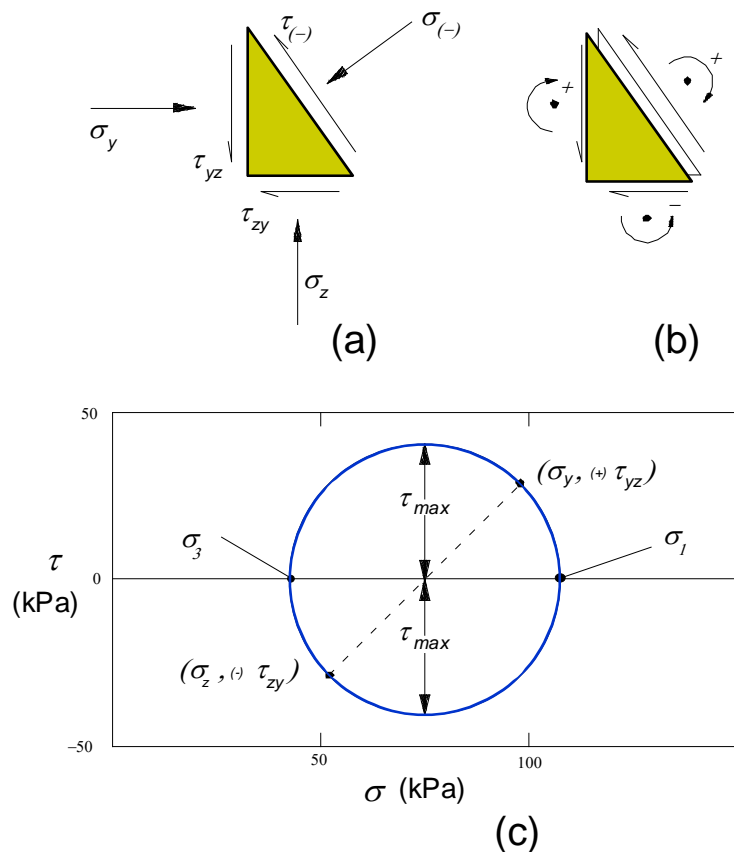 τ(−)
σ(−)
σy
τyz
τzy
σz
(a)
+
+
−
(b)
50
(σy , (+) τyz)
τmax
σ3
σ1
τ
0
(kPa)
τmax
(σz , (-) τzy)
−50
50
100
σ (kPa)
(c)